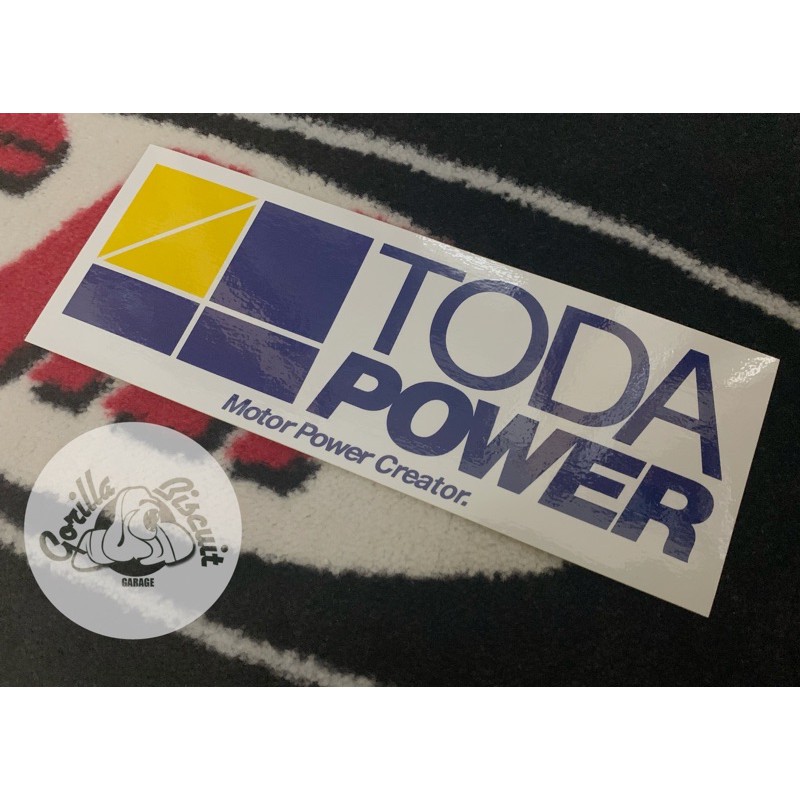 TODA
POWER
Motor Power Creator.
Gorilla
Biscuit
GARAGE